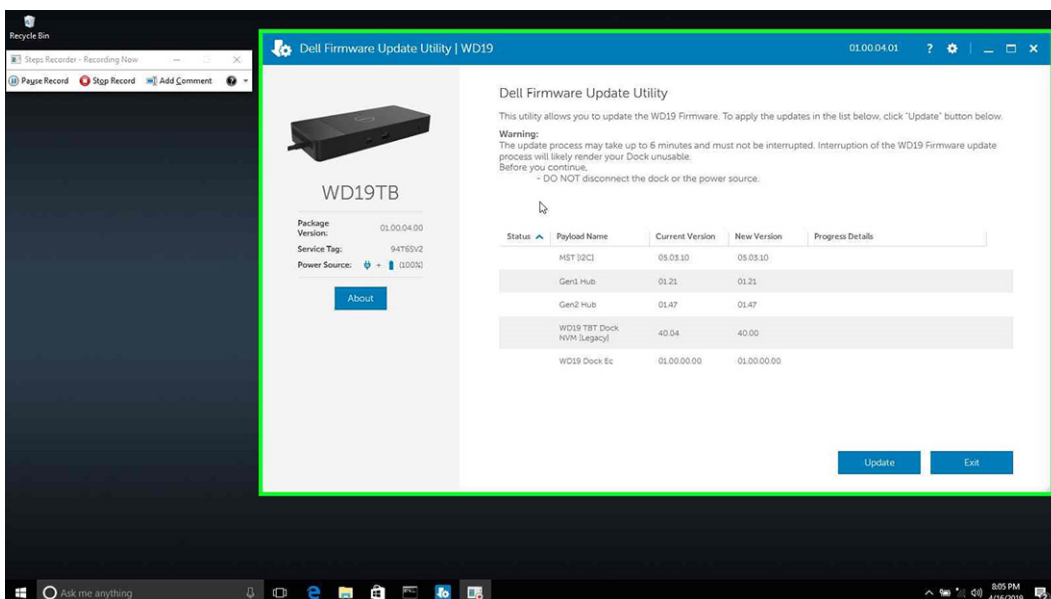 Recycle Bin
Steps Recorder - Recording Now
Pause Record Stop Record Add Comment
Dell Firmware Update Utility | WD19 01.00.04.01 ?
WD19TB
Package Version: 01.00.04.00
Service Tag: 94T6SV2
Power Source: + (100%)
About
Dell Firmware Update Utility
This utility allows you to update the WD19 Firmware. To apply the updates in the list below, click "Update" button below.
Warning:
The update process may take up to 6 minutes and must not be interrupted. Interruption of the WD19 Firmware update
process will likely render your Dock unusable.
Before you continue,
- DO NOT disconnect the dock or the power source.
Status Payload Name Current Version New Version Progress Details
MST [I2C] 05.03.10 05.03.10
Gen1 Hub 01.21 01.21
Gen2 Hub 01.47 01.47
WD19 TBT Dock
NVM [Legacy] 40.04 40.00
WD19 Dock Ec 01.00.00.00 01.00.00.00
Update Exit
Ask me anything
8:05 PM
4/16/2019